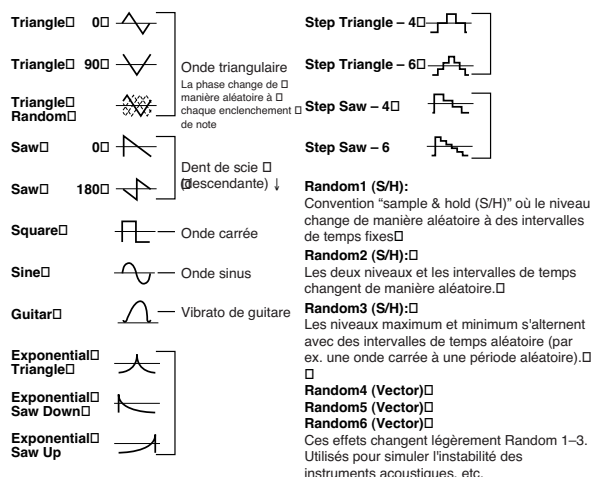 Triangle 0
Triangle 90
Onde triangulaire
La phase change de
manière aléatoire à
chaque enclenchement
de note
Triangle
Random
Saw 0
Saw 180
Dent de scie
(descendante) ↓
Square
Onde carrée
Sine
Onde sinus
Guitar
Vibrato de guitare
Exponential
Triangle
Exponential
Saw Down
Exponential
Saw Up
Step Triangle – 4
Step Triangle – 6
Step Saw – 4
Step Saw – 6
Random1 (S/H):
Convention “sample & hold (S/H)” où le niveau
change de manière aléatoire à des intervalles
de temps fixes
Random2 (S/H):
Les deux niveaux et les intervalles de temps
changent de manière aléatoire.
Random3 (S/H):
Les niveaux maximum et minimum s'alternent
avec des intervalles de temps aléatoire (par
ex. une onde carrée à une période aléatoire).
Random4 (Vector)
Random5 (Vector)
Random6 (Vector)
Ces effets changent légèrement Random 1–3.
Utilisés pour simuler l'instabilité des
instruments acoustiques, etc.